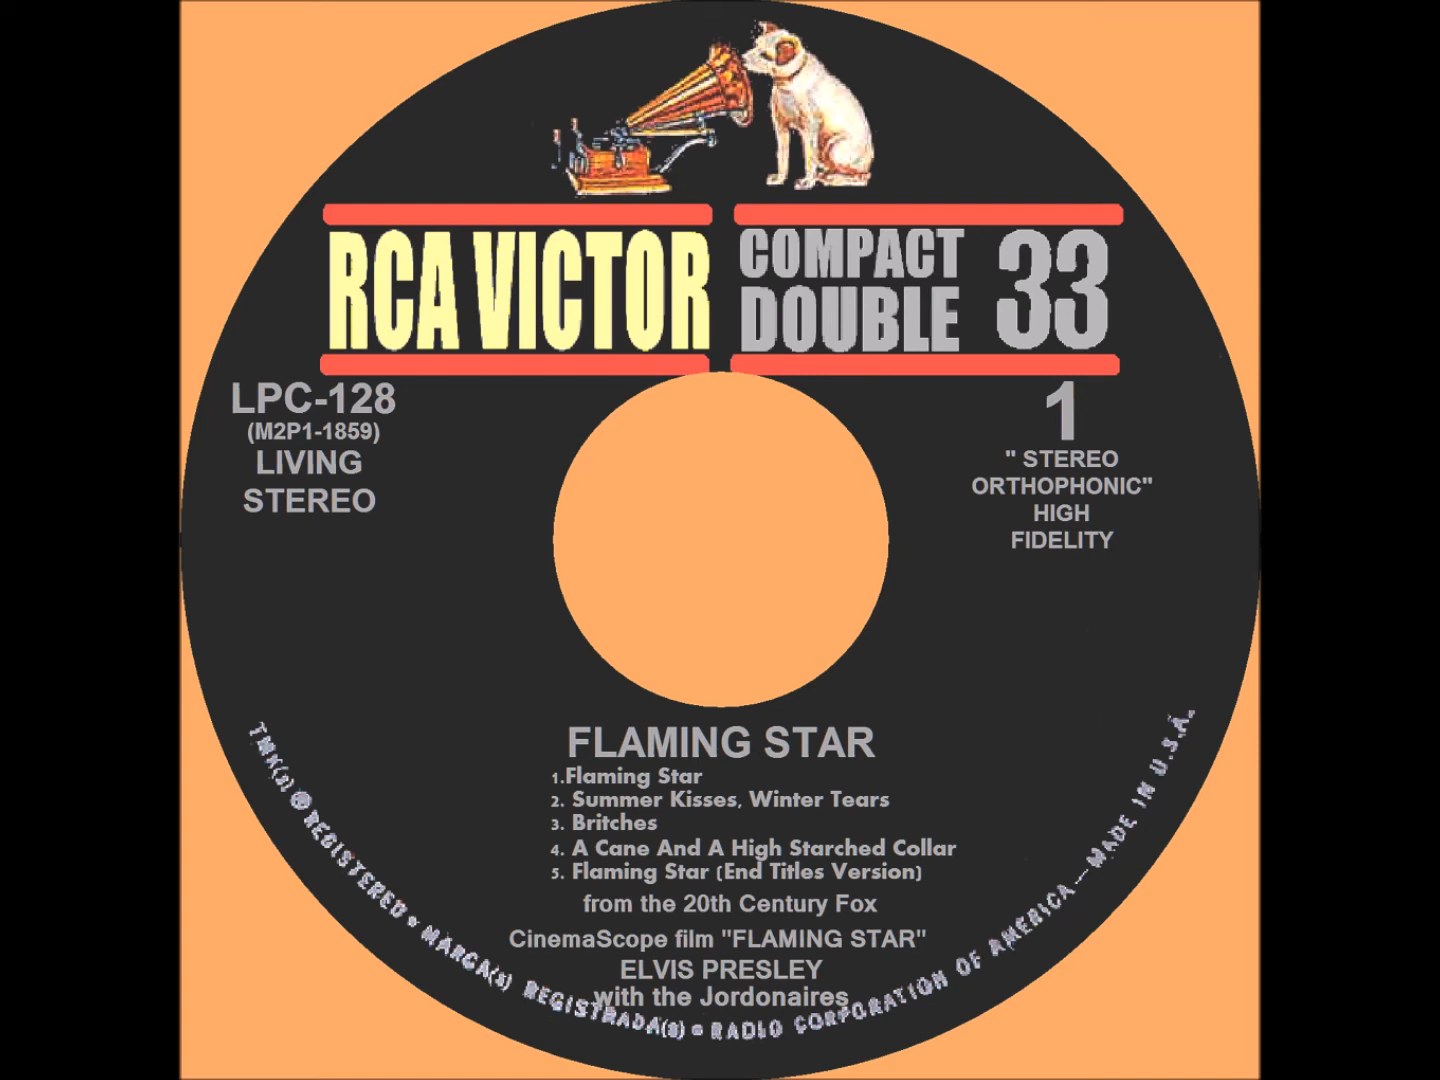 RCA VICTOR
COMPACT
DOUBLE 33
LPC-128
(M2P1-1859)
LIVING
STEREO
1
" STEREO
ORTHOPHONIC"
HIGH
FIDELITY
FLAMING STAR
1.Flaming Star
2. Summer Kisses, Winter Tears
3. Britches
4. A Cane And A High Starched Collar
5. Flaming Star (End Titles Version)
from the 20th Century Fox
CinemaScope film "FLAMING STAR"
ELVIS PRESLEY
with the Jordonaires
TMK(s) ® REGISTERED • MARCA(s) REGISTRADA(S) • RADIO CORPORATION OF AMERICA — MADE IN U.S.A.